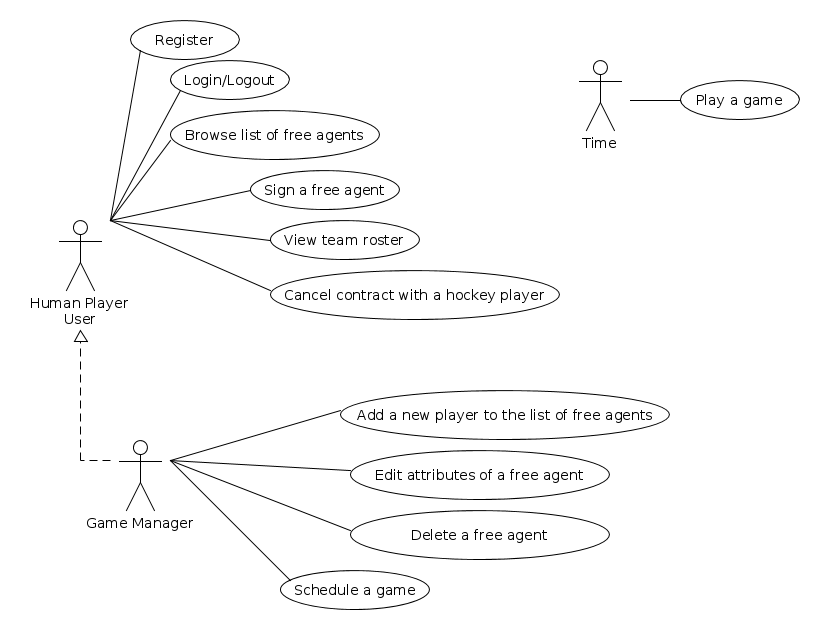 Register
Login/Logout
Browse list of free agents
Play a game
Time
Sign a free agent
View team roster
Cancel contract with a hockey player
Human Player
User
Add a new player to the list of free agents
Edit attributes of a free agent
Game Manager
Delete a free agent
Schedule a game